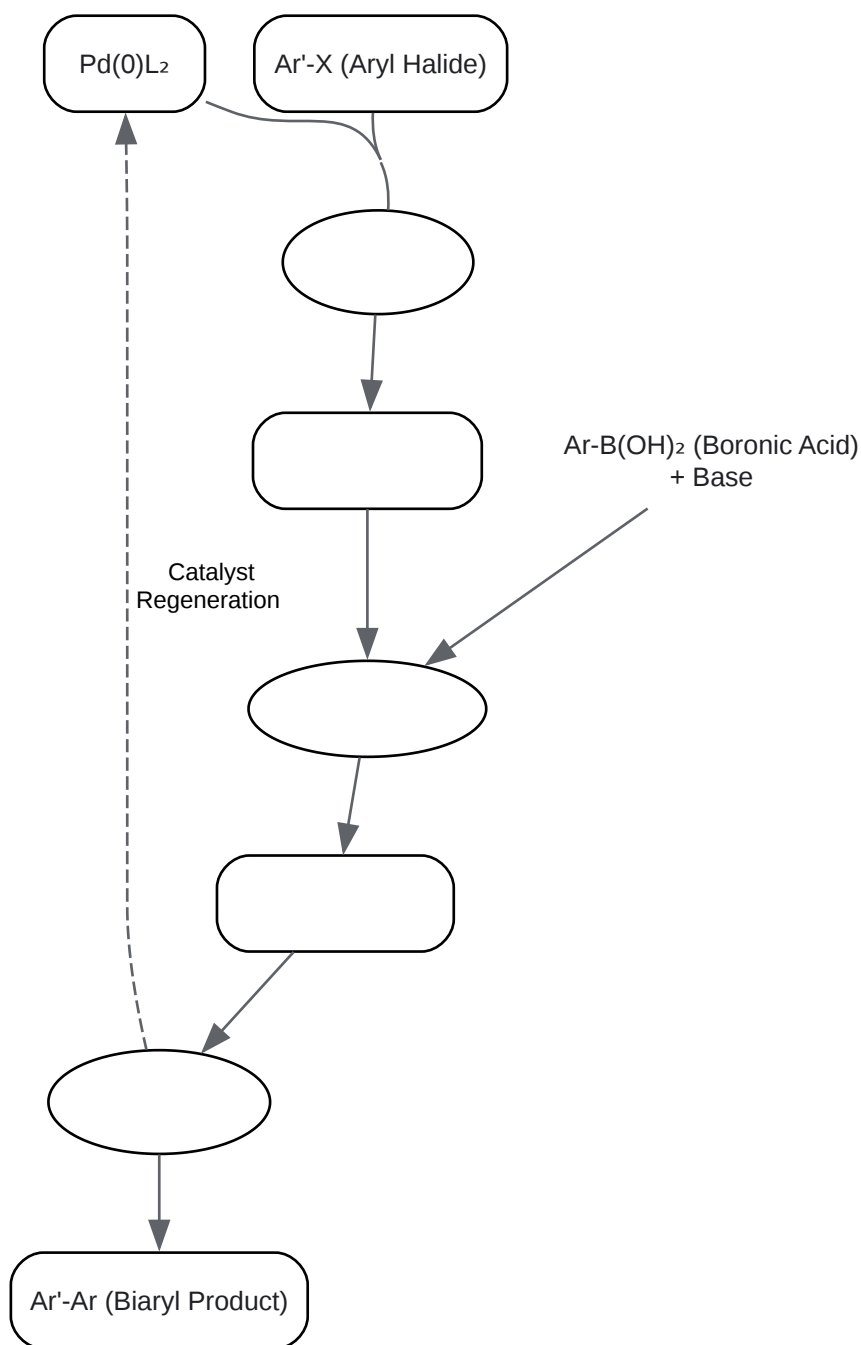 Pd(0)L₂
Ar'-X (Aryl Halide)
Ar-B(OH)₂ (Boronic Acid)
+ Base
Catalyst
Regeneration
Ar'-Ar (Biaryl Product)